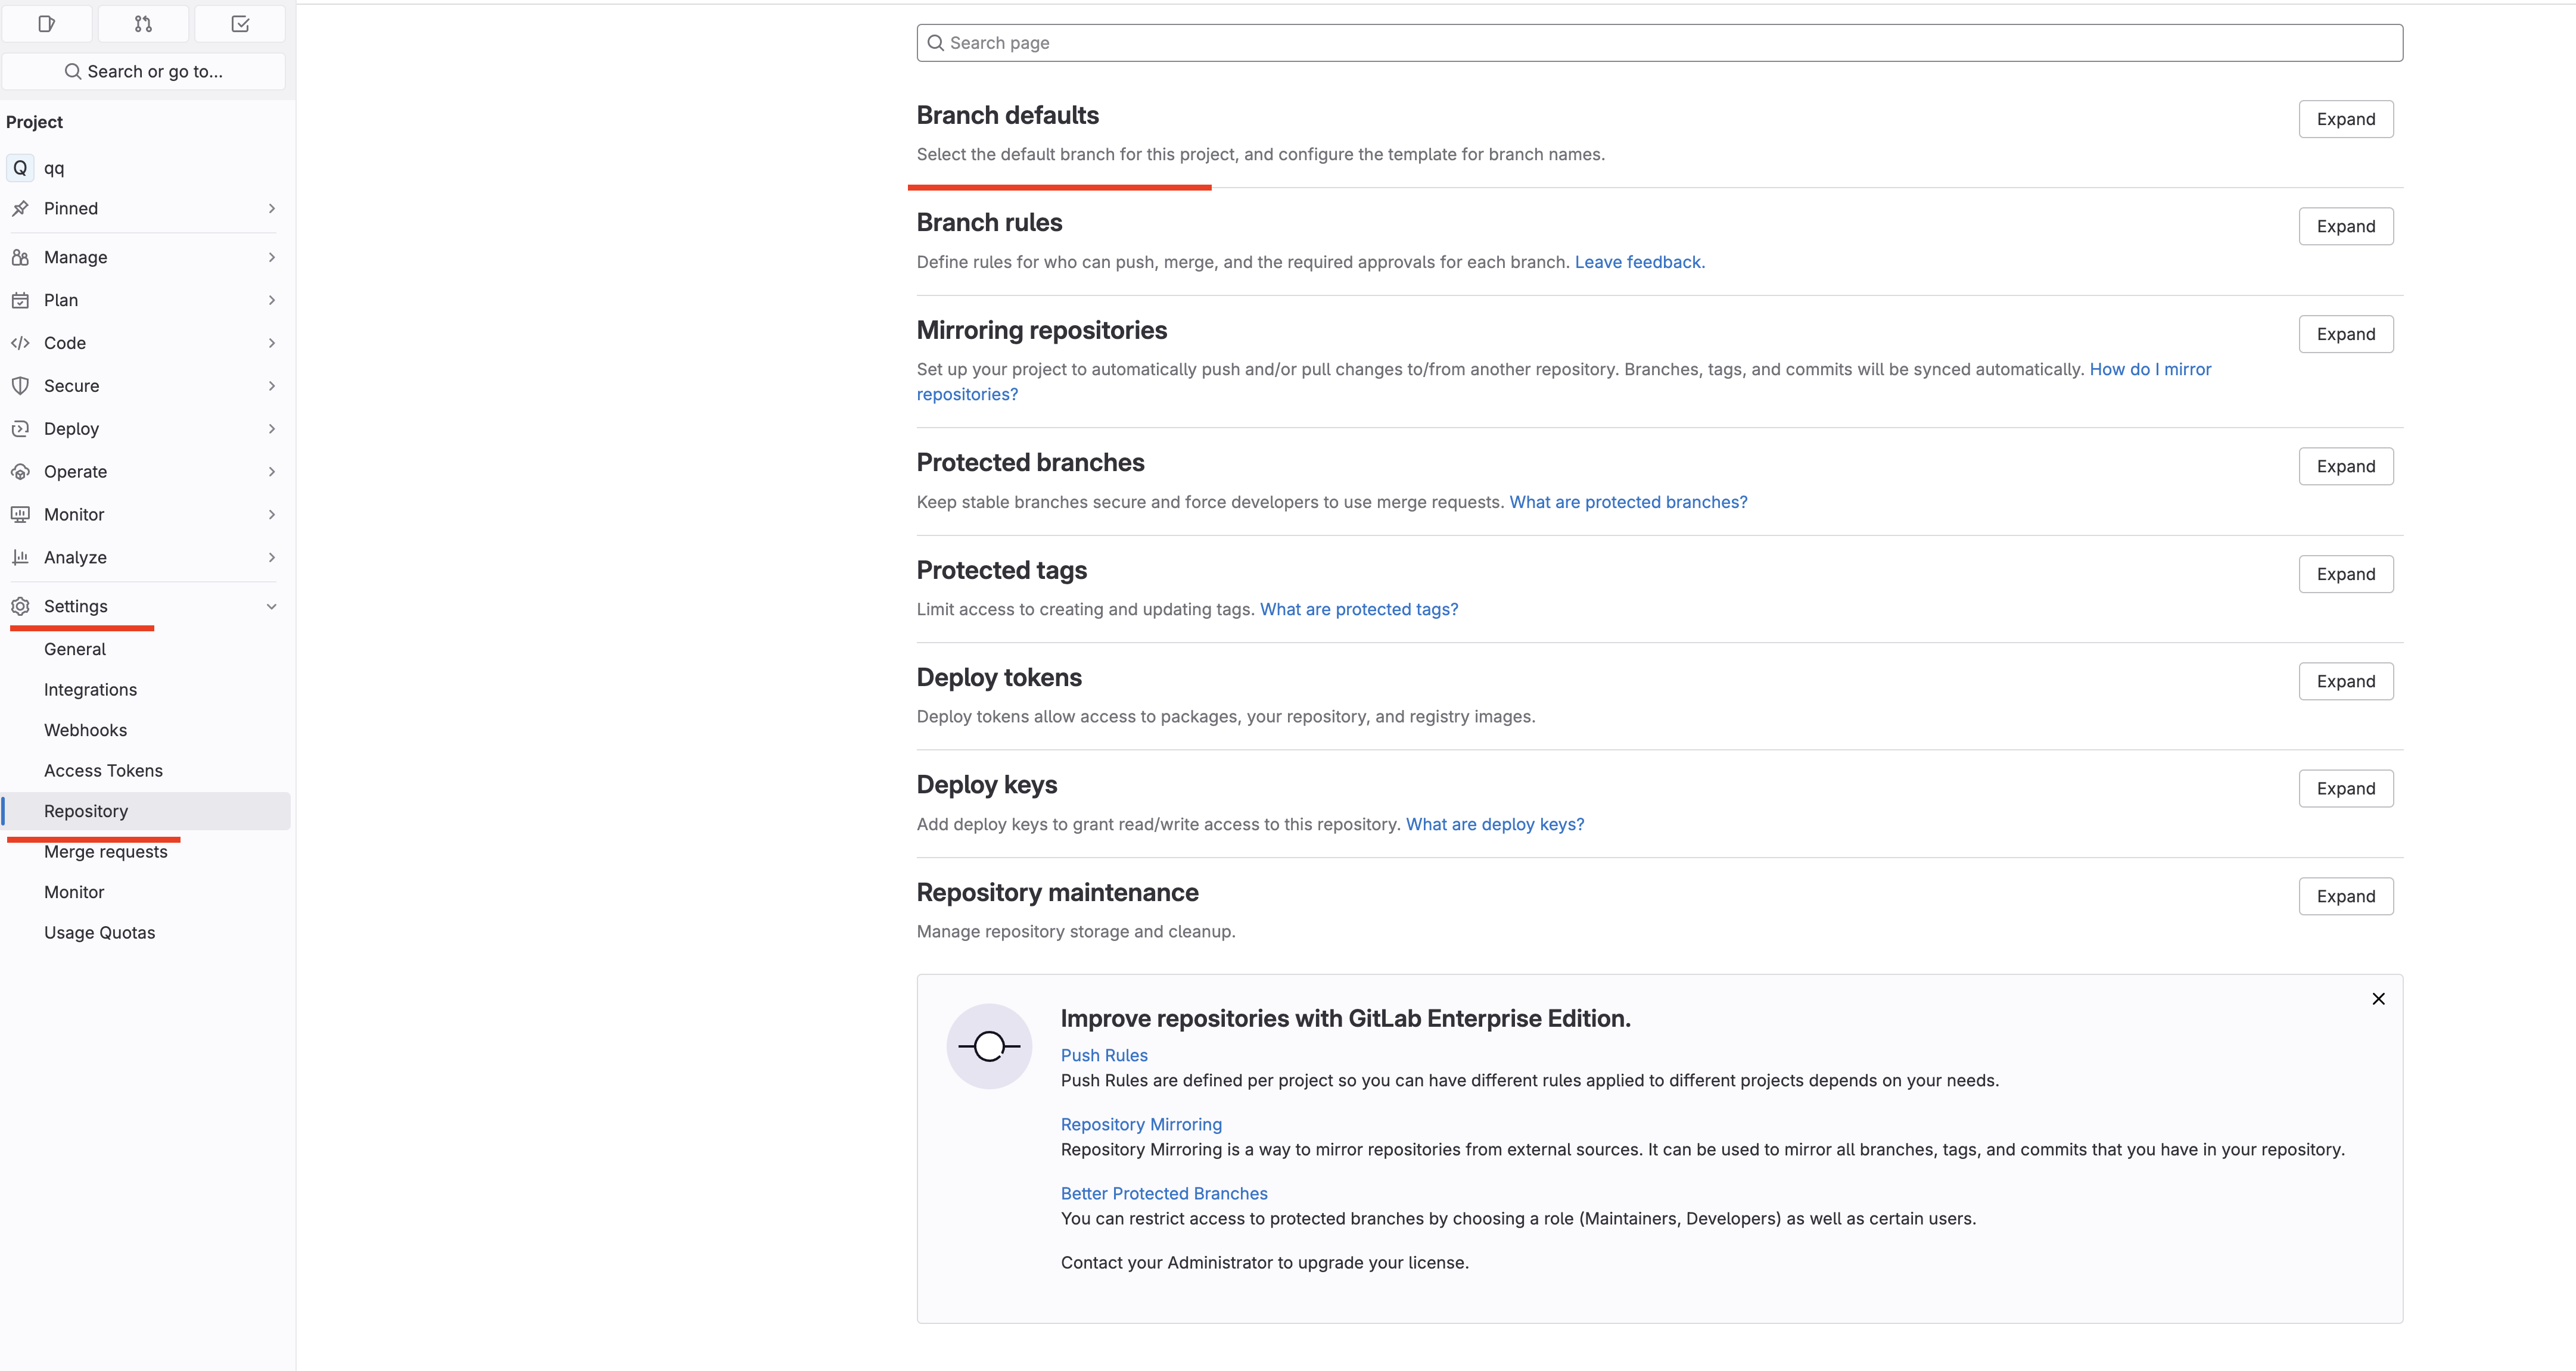 Search or go to...
Project
Q qq
Pinned
Manage
Plan
Code
Secure
Deploy
Operate
Monitor
Analyze
Settings
General
Integrations
Webhooks
Access Tokens
Repository
Merge requests
Monitor
Usage Quotas
Search page
Branch defaults
Expand
Select the default branch for this project, and configure the template for branch names.
Branch rules
Expand
Define rules for who can push, merge, and the required approvals for each branch. Leave feedback.
Mirroring repositories
Expand
Set up your project to automatically push and/or pull changes to/from another repository. Branches, tags, and commits will be synced automatically. How do I mirror
repositories?
Protected branches
Expand
Keep stable branches secure and force developers to use merge requests. What are protected branches?
Protected tags
Expand
Limit access to creating and updating tags. What are protected tags?
Deploy tokens
Expand
Deploy tokens allow access to packages, your repository, and registry images.
Deploy keys
Expand
Add deploy keys to grant read/write access to this repository. What are deploy keys?
Repository maintenance
Expand
Manage repository storage and cleanup.
Improve repositories with GitLab Enterprise Edition.
Push Rules
Push Rules are defined per project so you can have different rules applied to different projects depends on your needs.
Repository Mirroring
Repository Mirroring is a way to mirror repositories from external sources. It can be used to mirror all branches, tags, and commits that you have in your repository.
Better Protected Branches
You can restrict access to protected branches by choosing a role (Maintainers, Developers) as well as certain users.
Contact your Administrator to upgrade your license.